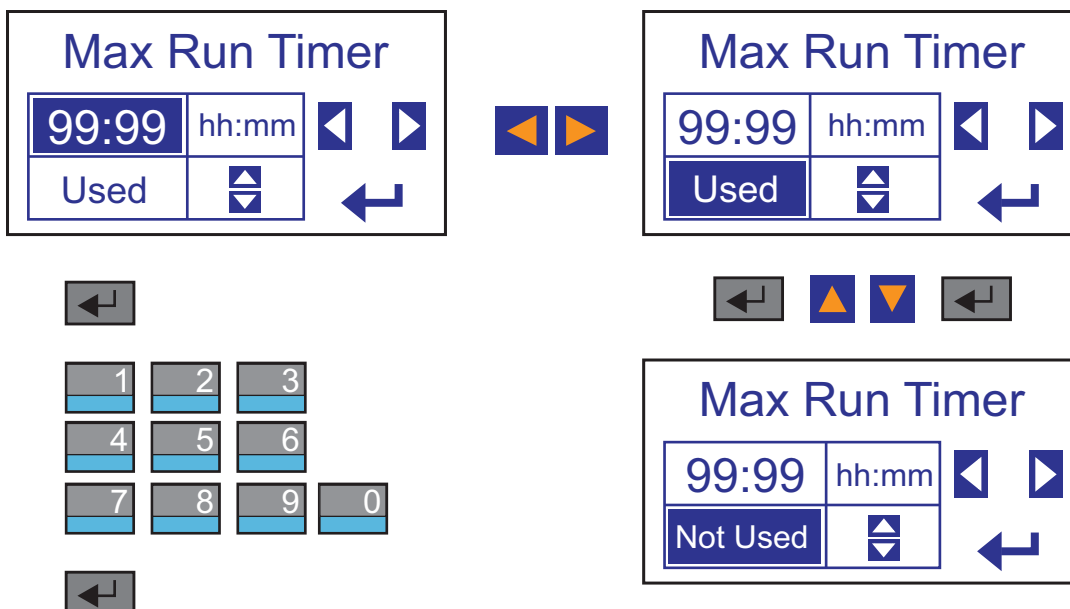 Max Run Timer
99:99 hh:mm
Used
Max Run Timer
99:99 hh:mm
Used
1 2 3
4 5 6
7 8 9 0
Max Run Timer
99:99 hh:mm
Not Used